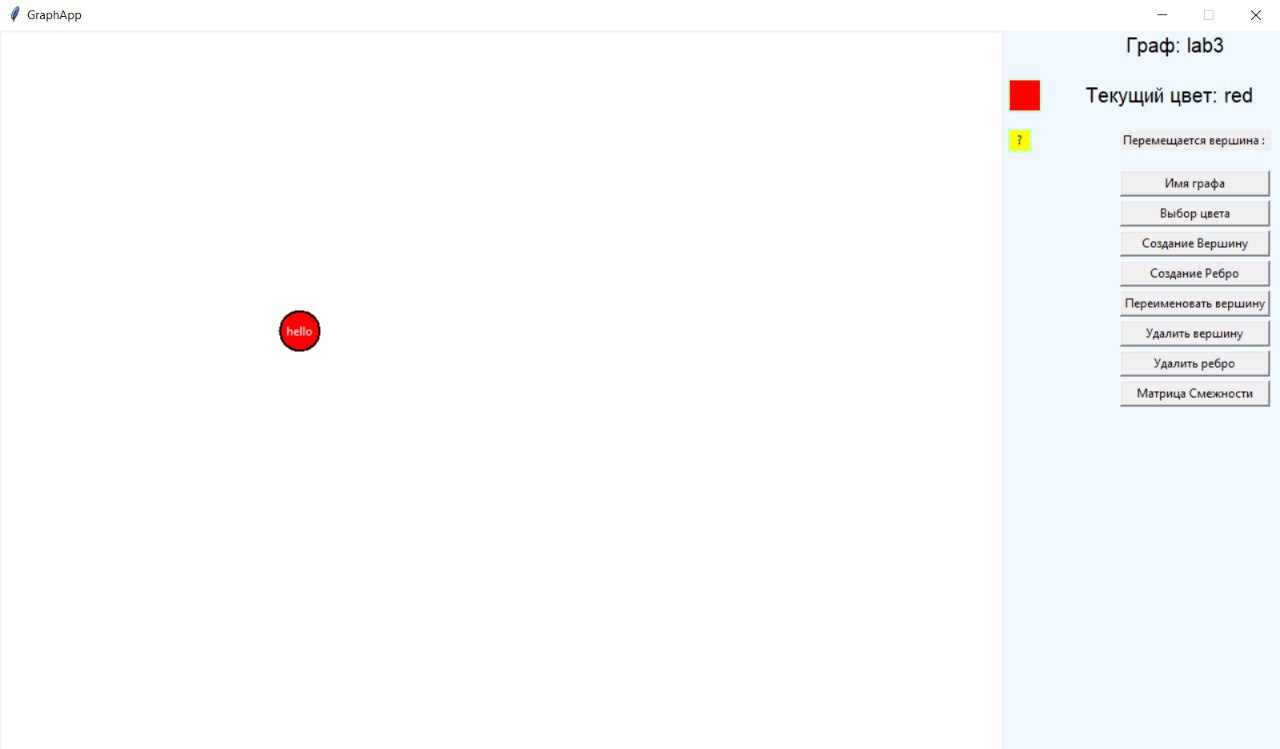 GraphApp
Граф: lab3
Текущий цвет: red
?
Перемещается вершина :
Имя графа
Выбор цвета
Создание Вершину
Создание Ребро
hello
Переименовать вершину
Удалить вершину
Удалить ребро
Матрица Смежности